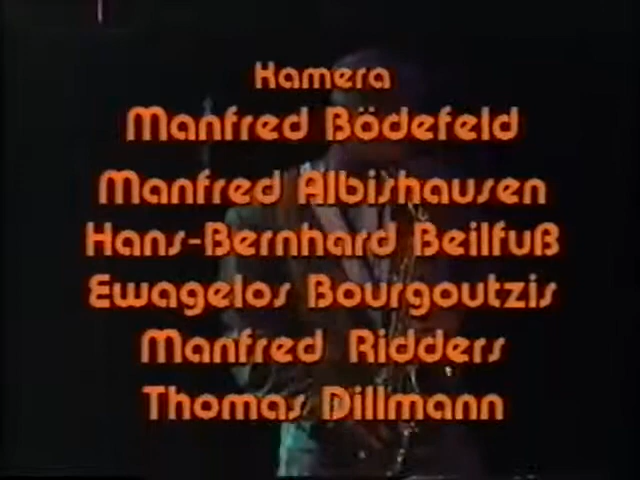 Kamera
Manfred Bödefeld
Manfred Albishausen
Hans-Bernhard Beilfuß
Ewagelos Bourgoutzis
Manfred Ridders
Thomas Dillmann